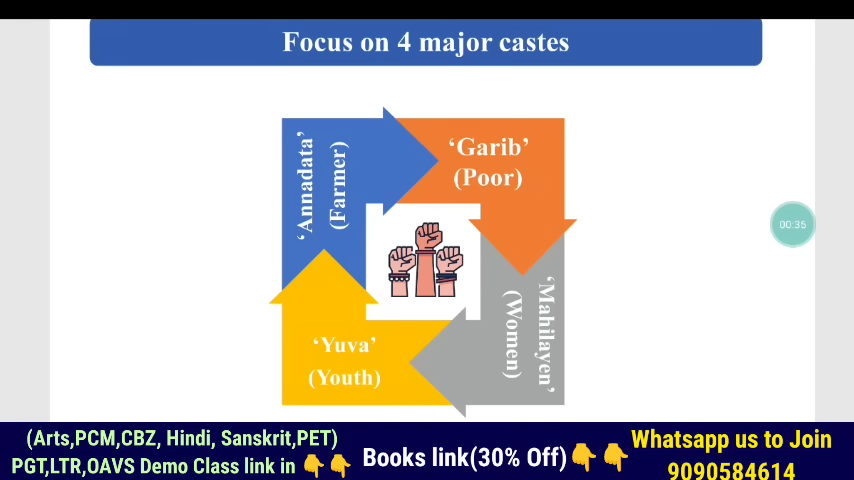 Focus on 4 major castes
‘Annadata’
(Farmer)
‘Garib’
(Poor)
‘Mahilayen’
(Women)
‘Yuva’
(Youth)
00:35
(Arts,PCM,CBZ, Hindi, Sanskrit,PET)
PGT,LTR,OAVS Demo Class link in 👇👇
Books link(30% Off)👇👇
Whatsapp us to Join
9090584614